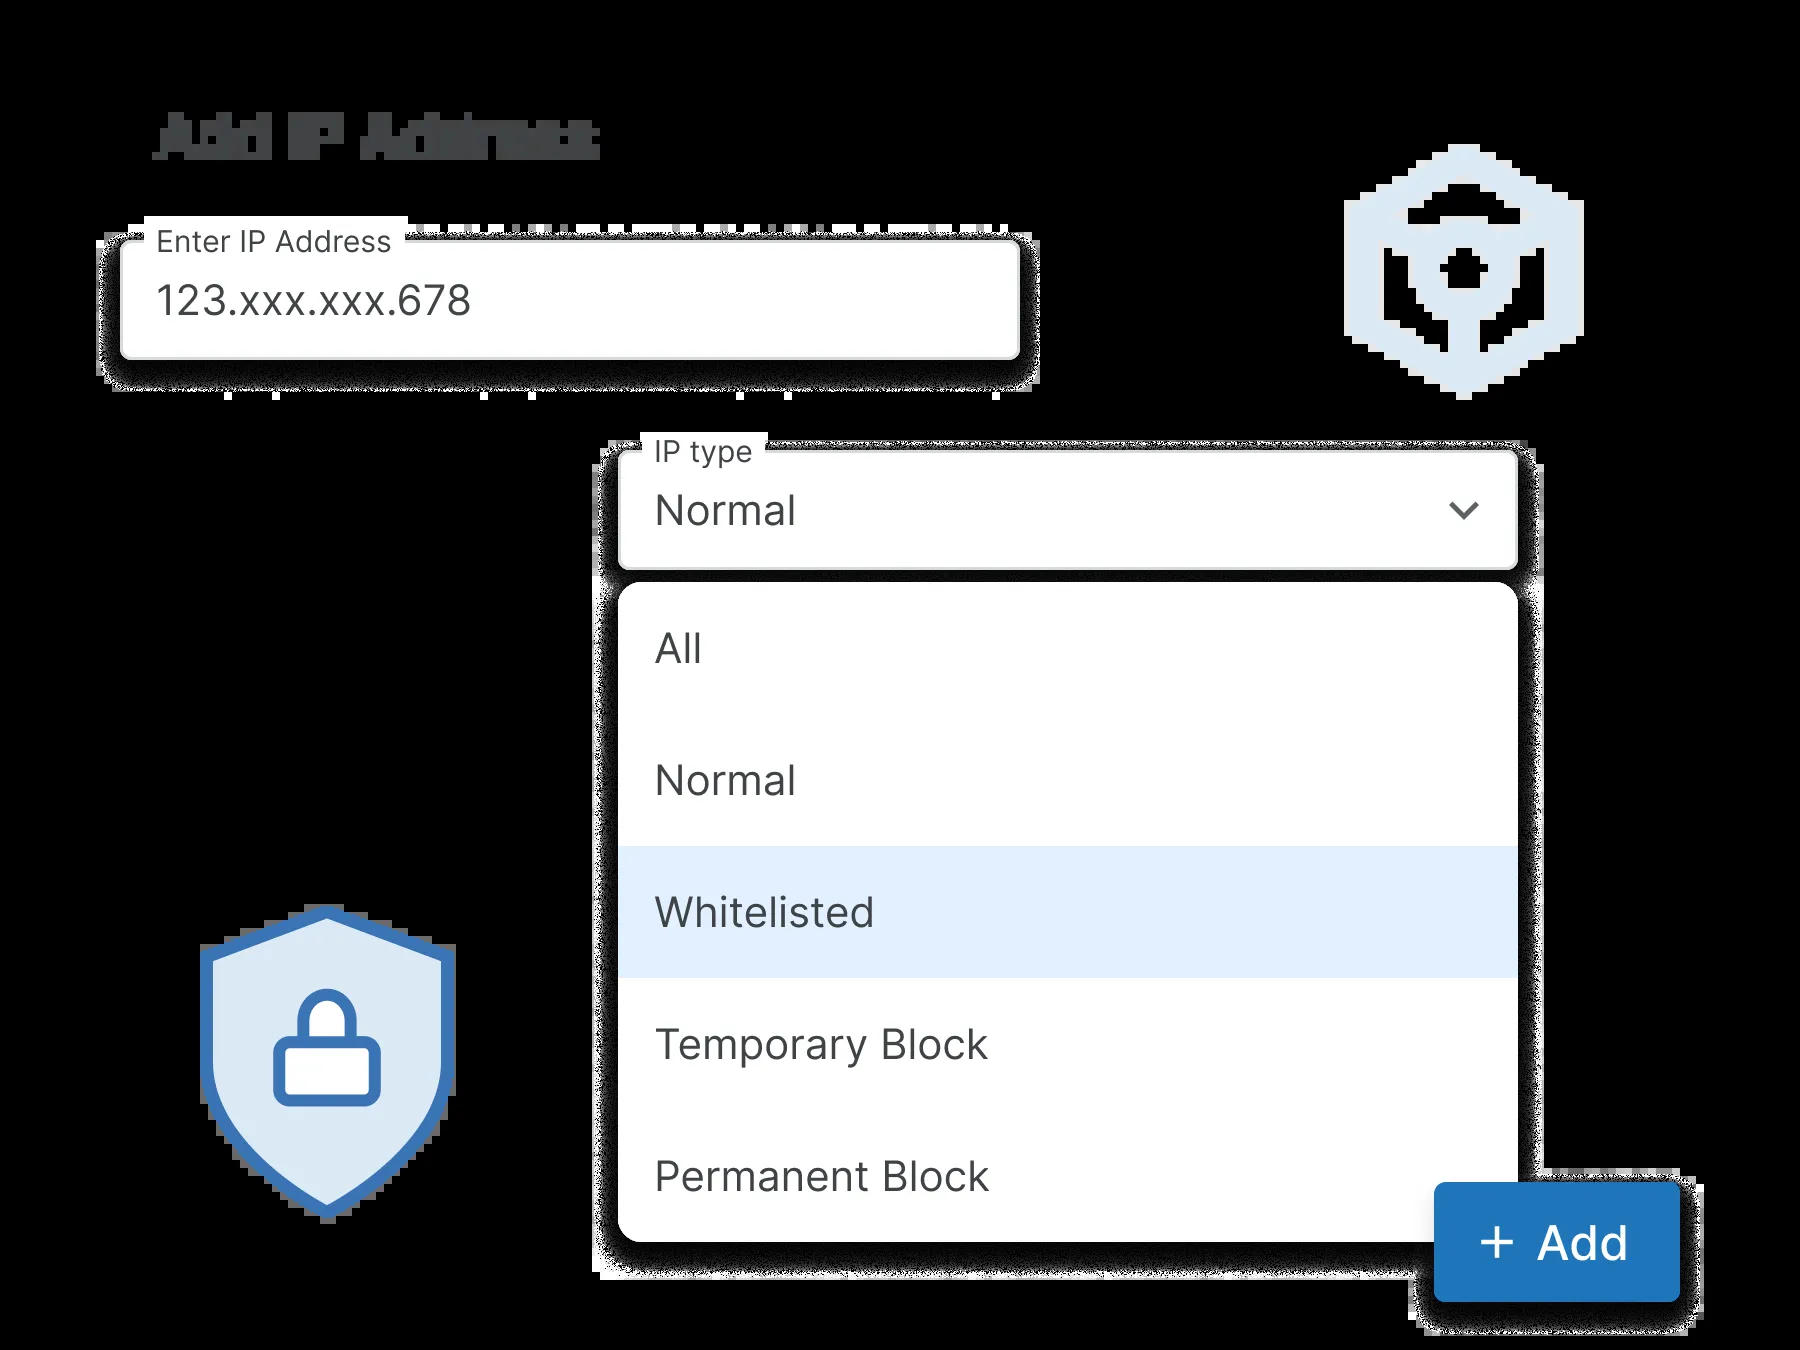 Add IP Address
Enter IP Address
123.xxx.xxx.678
IP type
Normal
All
Normal
Whitelisted
Temporary Block
Permanent Block
+ Add